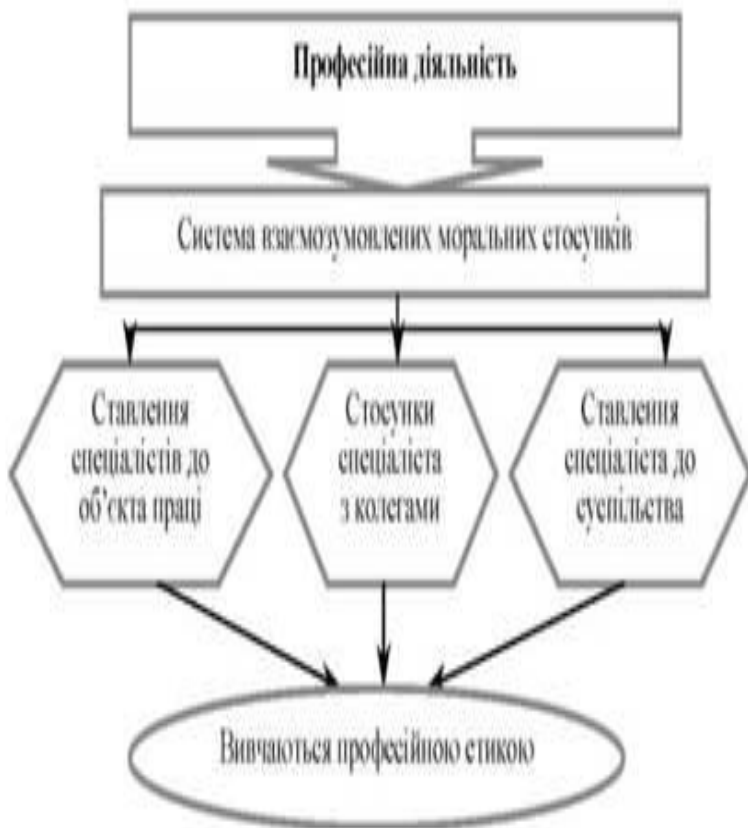 Професійна діяльність
Система взаємозумовлених моральних стосунків
Ставлення
спеціалістів до
об’єкта праці
Стосунки
спеціаліста
з колегами
Ставлення
спеціаліста до
суспільства
Вивчаються професійною етикою